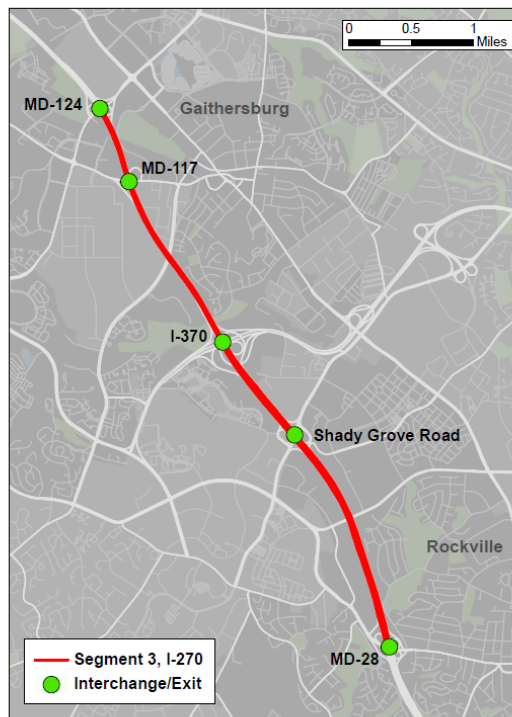 0 0.5 1
Miles
MD-124
Gaithersburg
MD-117
I-370
Shady Grove Road
Rockville
MD-28
Segment 3, I-270
Interchange/Exit